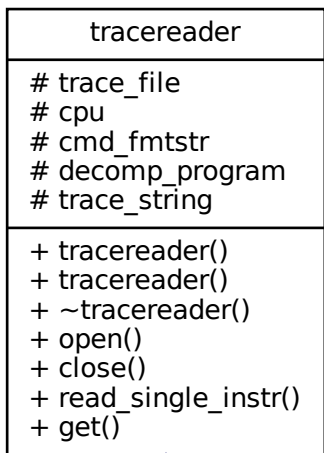 tracereader
# trace_file
# cpu
# cmd_fmtstr
# decomp_program
# trace_string
+ tracereader()
+ tracereader()
+ ~tracereader()
+ open()
+ close()
+ read_single_instr()
+ get()